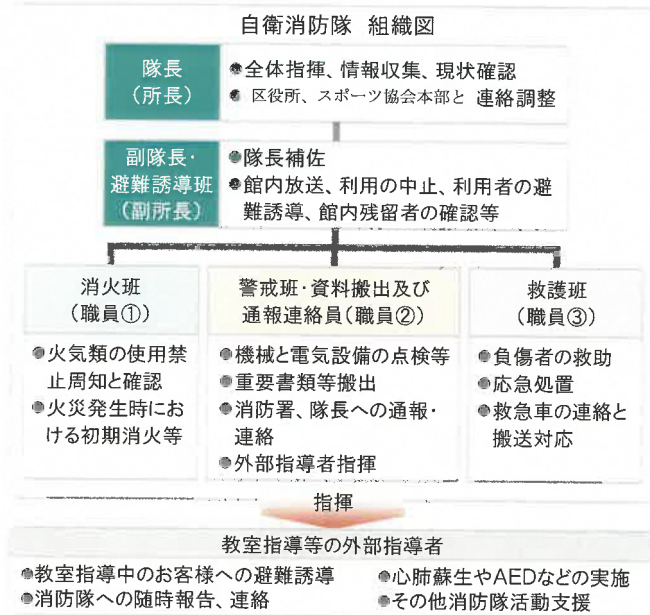 自衛消防隊 組織図
隊長
（所長）
●全体指揮、情報収集、現状確認
●区役所、スポーツ協会本部と 連絡調整
副隊長・
避難誘導班
（副所長）
●隊長補佐
●館内放送、利用の中止、利用者の避
難誘導、館内残留者の確認等
消火班
（職員①）
●火気類の使用禁
止周知と確認
●火災発生時にお
ける初期消火等
警戒班・資料搬出及び
通報連絡員（職員②）
●機械と電気設備の点検等
●重要書類等搬出
●消防署、隊長への通報・
連絡
●外部指導者指揮
救護班
（職員③）
●負傷者の救助
●応急処置
●救急車の連絡と
搬送対応
指揮
教室指導等の外部指導者
●教室指導中のお客様への避難誘導
●消防隊への随時報告、連絡
●心肺蘇生やAEDなどの実施
●その他消防隊活動支援